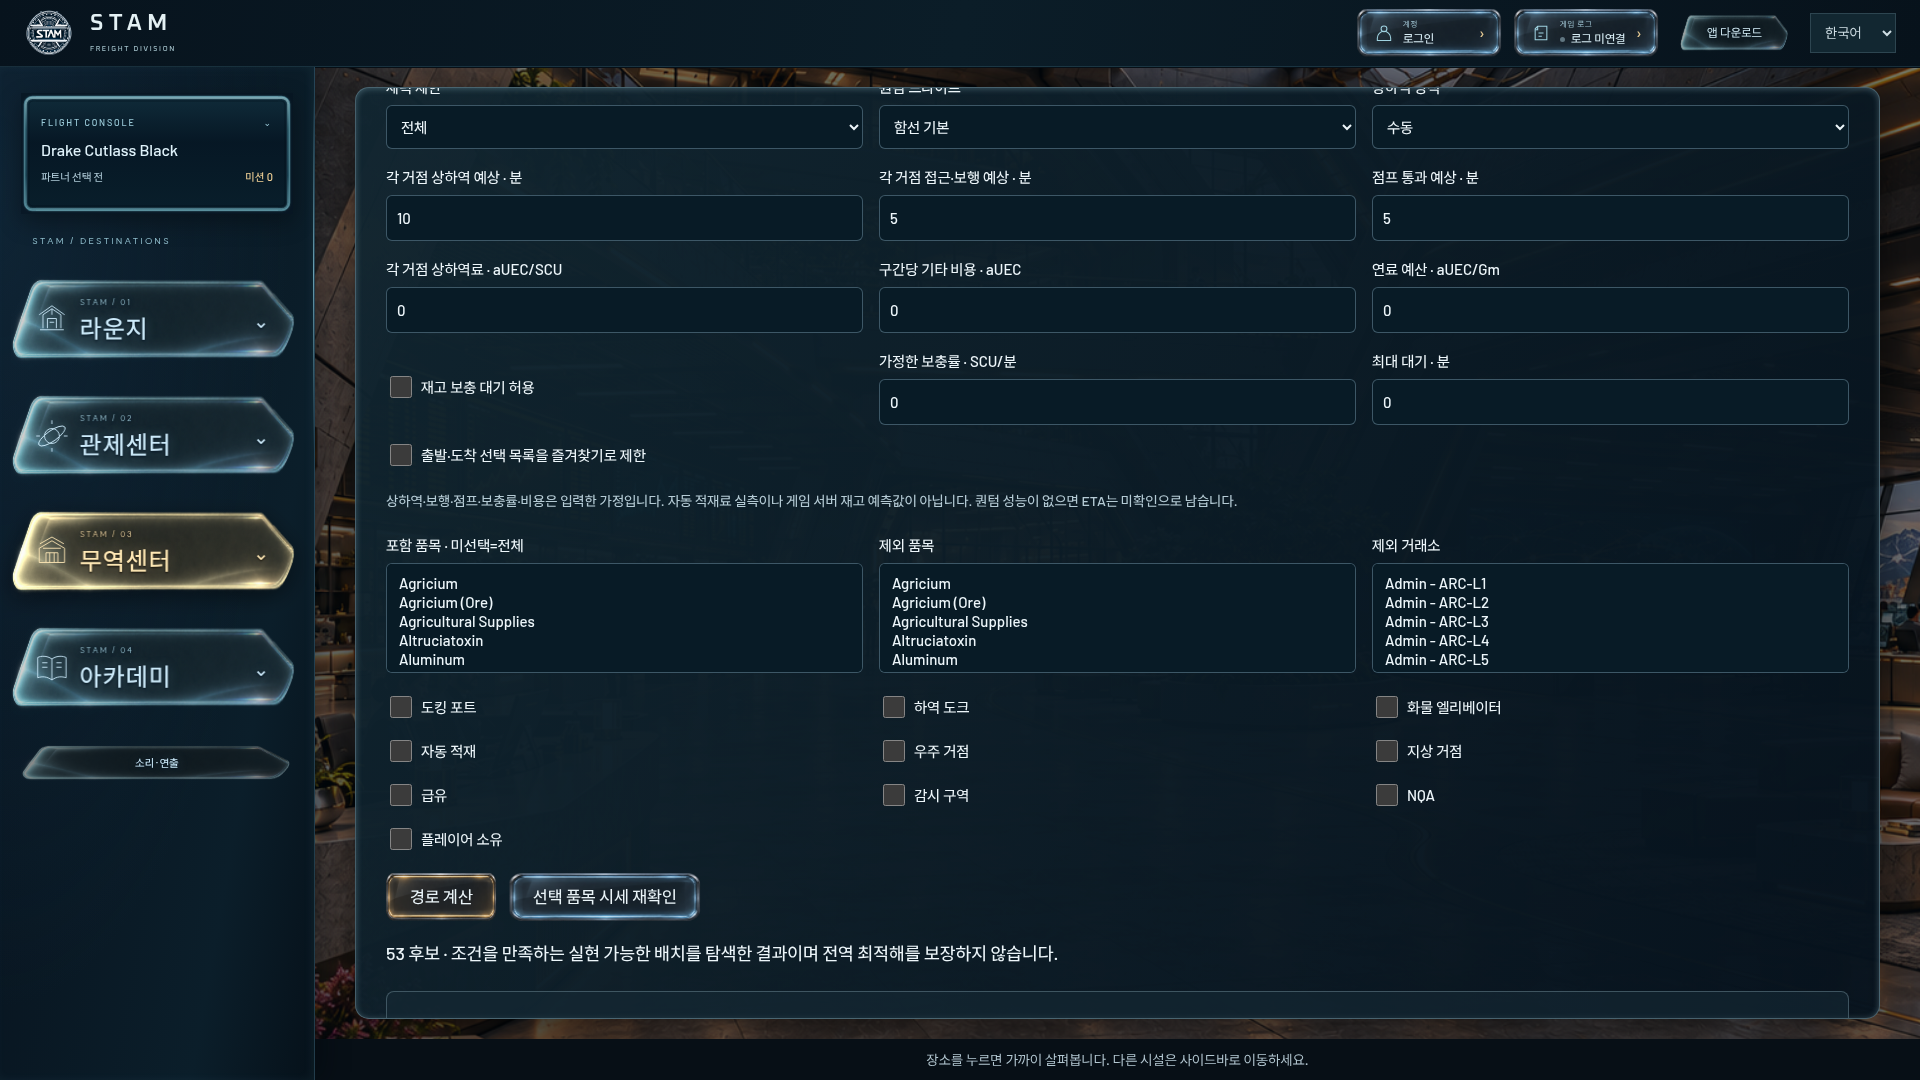 STAM
STAM
FREIGHT DIVISION
계정
로그인
게임 로그
로그 미연결
앱 다운로드
한국어
FLIGHT CONSOLE
Drake Cutlass Black
파트너 선택 전
미션 0
STAM / DESTINATIONS
STAM / 01
라운지
STAM / 02
관제센터
STAM / 03
무역센터
STAM / 04
아카데미
소리·연출
전체
함선 기본
수동
각 거점 상하역 예상 · 분
각 거점 접근·보행 예상 · 분
점프 통과 예상 · 분
10
5
5
각 거점 상하역료 · aUEC/SCU
구간당 기타 비용 · aUEC
연료 예산 · aUEC/Gm
0
0
0
재고 보충 대기 허용
가정한 보충률 · SCU/분
최대 대기 · 분
0
0
출발·도착 선택 목록을 즐겨찾기로 제한
상하역·보행·점프·보충률·비용은 입력한 가정입니다. 자동 적재료 실측이나 게임 서버 재고 예측값이 아닙니다. 퀀텀 성능이 없으면 ETA는 미확인으로 남습니다.
포함 품목 · 미선택=전체
제외 품목
제외 거래소
Agricium
Agricium (Ore)
Agricultural Supplies
Altruciatoxin
Aluminum
Agricium
Agricium (Ore)
Agricultural Supplies
Altruciatoxin
Aluminum
Admin - ARC-L1
Admin - ARC-L2
Admin - ARC-L3
Admin - ARC-L4
Admin - ARC-L5
도킹 포트
하역 도크
화물 엘리베이터
자동 적재
우주 거점
지상 거점
급유
감시 구역
NQA
플레이어 소유
경로 계산
선택 품목 시세 재확인
53 후보 · 조건을 만족하는 실현 가능한 배치를 탐색한 결과이며 전역 최적해를 보장하지 않습니다.
장소를 누르면 가까이 살펴봅니다. 다른 시설은 사이드바로 이동하세요.